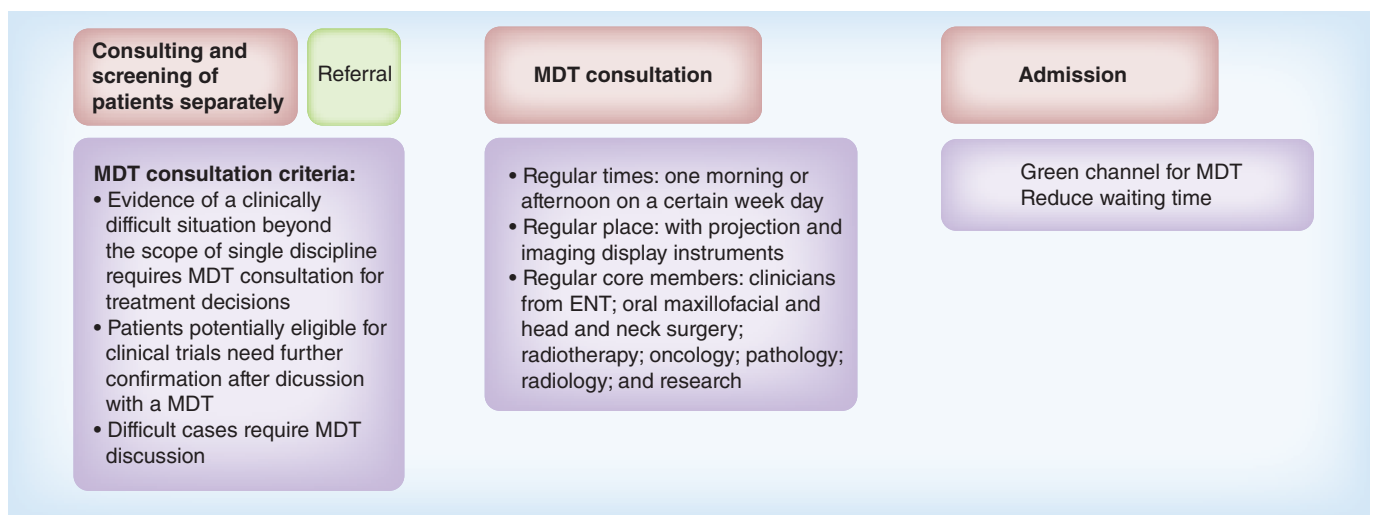 Consulting and
screening of
patients separately
Referral
MDT consultation criteria:
• Evidence of a clinically
difficult situation beyond
the scope of single discipline
requires MDT consultation for
treatment decisions
• Patients potentially eligible for
clinical trials need further
confirmation after dicussion
with a MDT
• Difficult cases require MDT
discussion
MDT consultation
• Regular times: one morning or
afternoon on a certain week day
• Regular place: with projection and
imaging display instruments
• Regular core members: clinicians
from ENT; oral maxillofacial and
head and neck surgery;
radiotherapy; oncology; pathology;
radiology; and research
Admission
Green channel for MDT
Reduce waiting time